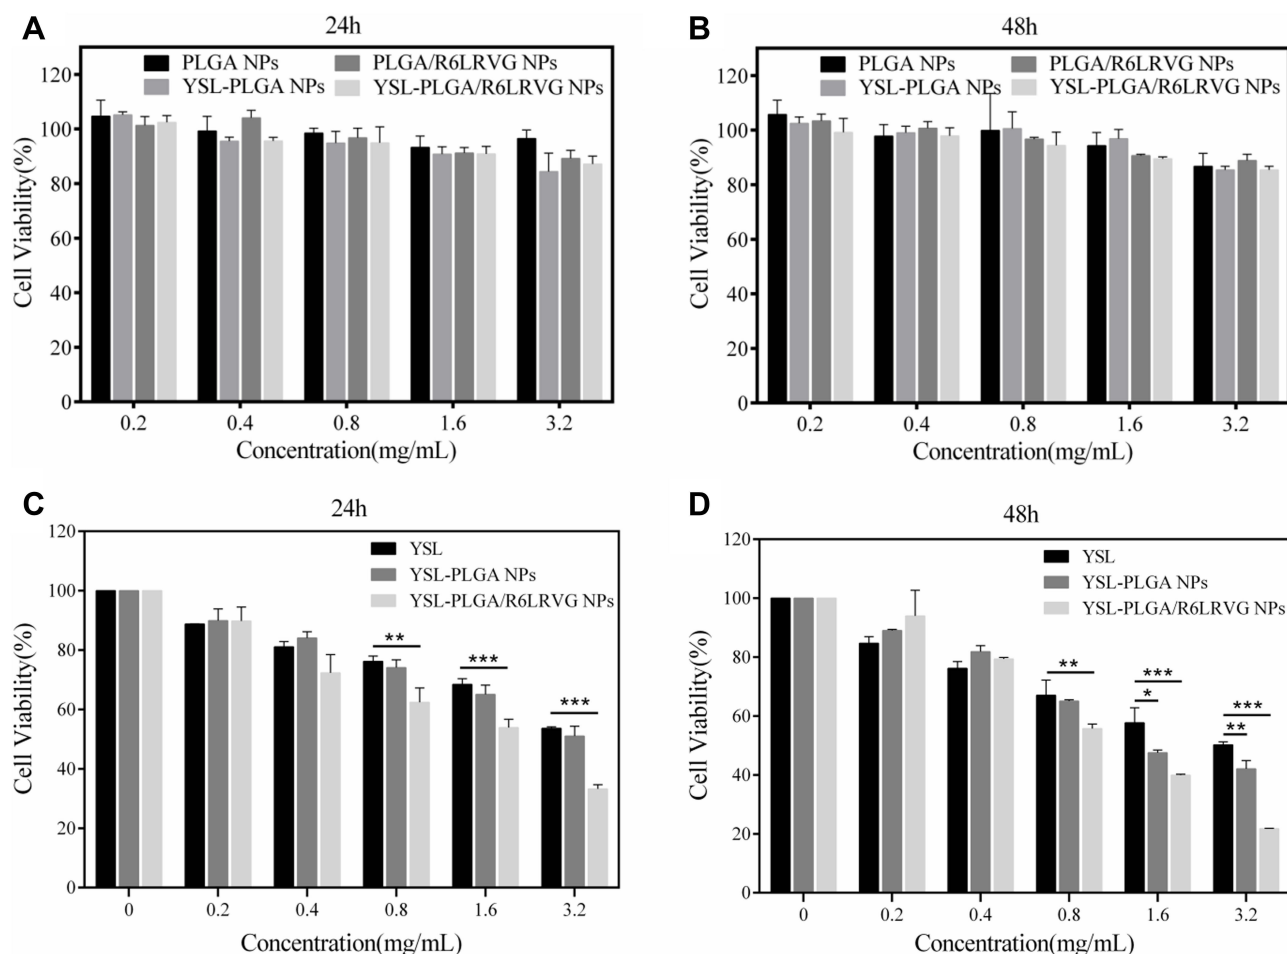 A
24h
PLGA NPs
PLGA/R6LRVG NPs
YSL-PLGA NPs
YSL-PLGA/R6LRVG NPs
120
100
80
60
40
20
0
Cell Viability(%)
0.2
0.4
0.8
1.6
3.2
Concentration(mg/mL)
B
48h
PLGA NPs
PLGA/R6LRVG NPs
YSL-PLGA NPs
YSL-PLGA/R6LRVG NPs
120
100
80
60
40
20
0
Cell Viability(%)
0.2
0.4
0.8
1.6
3.2
Concentration(mg/mL)
C
24h
YSL
YSL-PLGA NPs
YSL-PLGA/R6LRVG NPs
120
100
80
60
40
20
0
Cell Viability(%)
**
***
***
0
0.2
0.4
0.8
1.6
3.2
Concentration(mg/mL)
D
48h
YSL
YSL-PLGA NPs
YSL-PLGA/R6LRVG NPs
120
100
80
60
40
20
0
Cell Viability(%)
**
***
*
***
**
0
0.2
0.4
0.8
1.6
3.2
Concentration(mg/mL)